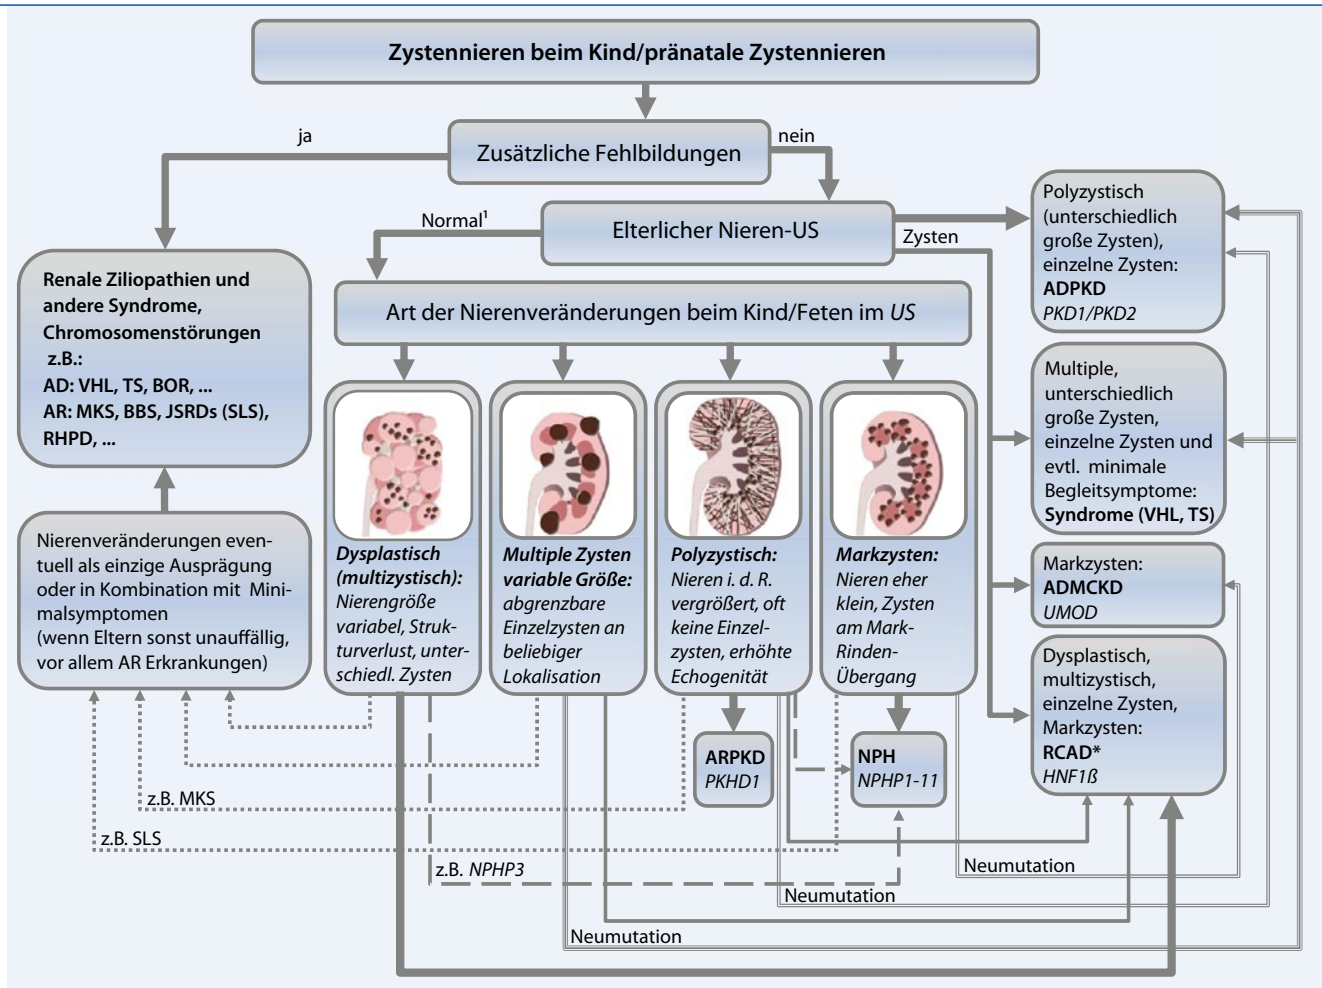 Zystennieren beim Kind/pränatale Zystennieren
ja
Zusätzliche Fehlbildungen
nein
Normal¹
Elterlicher Nieren-US
Zysten
Polyzystisch
(unterschiedlich
große Zysten),
einzelne Zysten:
ADPKD
PKD1/PKD2
Renale Ziliopathien und
andere Syndrome,
Chromosomenstörungen
z.B.:
AD: VHL, TS, BOR, ...
AR: MKS, BBS, JSRDs (SLS),
RHPD, ...
Art der Nierenveränderungen beim Kind/Feten im US
Multiple,
unterschiedlich
große Zysten,
einzelne Zysten und
evtl. minimale
Begleitsymptome:
Syndrome (VHL, TS)
Nierenveränderungen even-
tuell als einzige Ausprägung
oder in Kombination mit Mini-
malsymptomen
(wenn Eltern sonst unauffällig,
vor allem AR Erkrankungen)
Dysplastisch
(multizystisch):
Nierengröße
variabel, Struk-
turverlust, unter-
schiedl. Zysten
Multiple Zysten
variable Größe:
abgrenzbare
Einzelzysten an
beliebiger
Lokalisation
Polyzystisch:
Nieren i. d. R.
vergrößert, oft
keine Einzel-
zysten, erhöhte
Echogenität
Markzysten:
Nieren eher
klein, Zysten
am Mark-
Rinden-
Übergang
Markzysten:
ADMCKD
UMOD
Dysplastisch,
multizystisch,
einzelne Zysten,
Markzysten:
RCAD*
HNF1ß
ARPKD
PKHD1
NPH
NPHP1-11
z.B. MKS
z.B. SLS
z.B. NPHP3
Neumutation
Neumutation
Neumutation